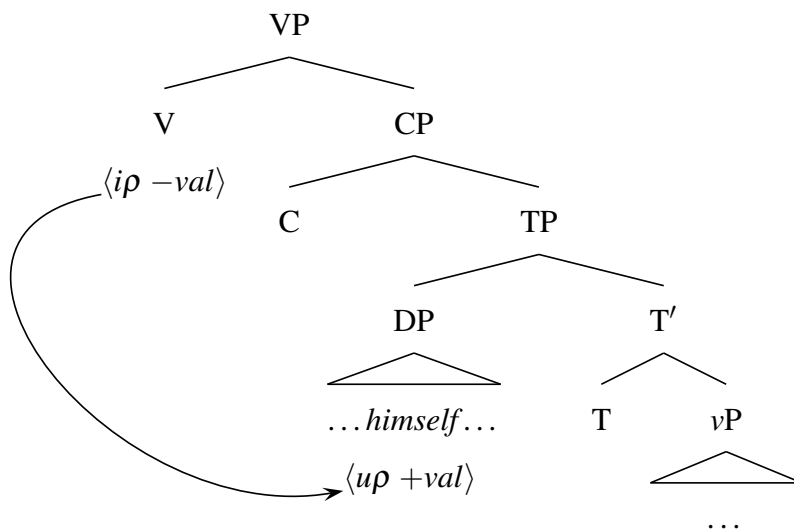 VP
V CP
⟨iρ −val⟩
C TP
DP T′
…himself… T vP
⟨uρ +val⟩
…